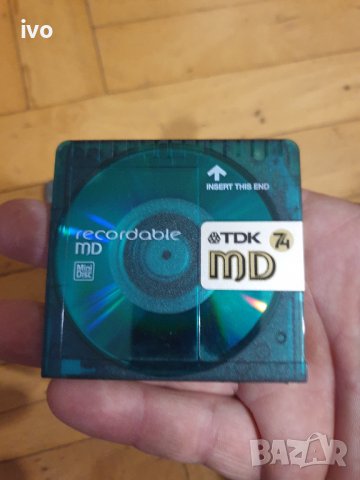 ivo
INSERT THIS END
recordable
MD
Mini
Disc
TDK 74
MD
BAZAR